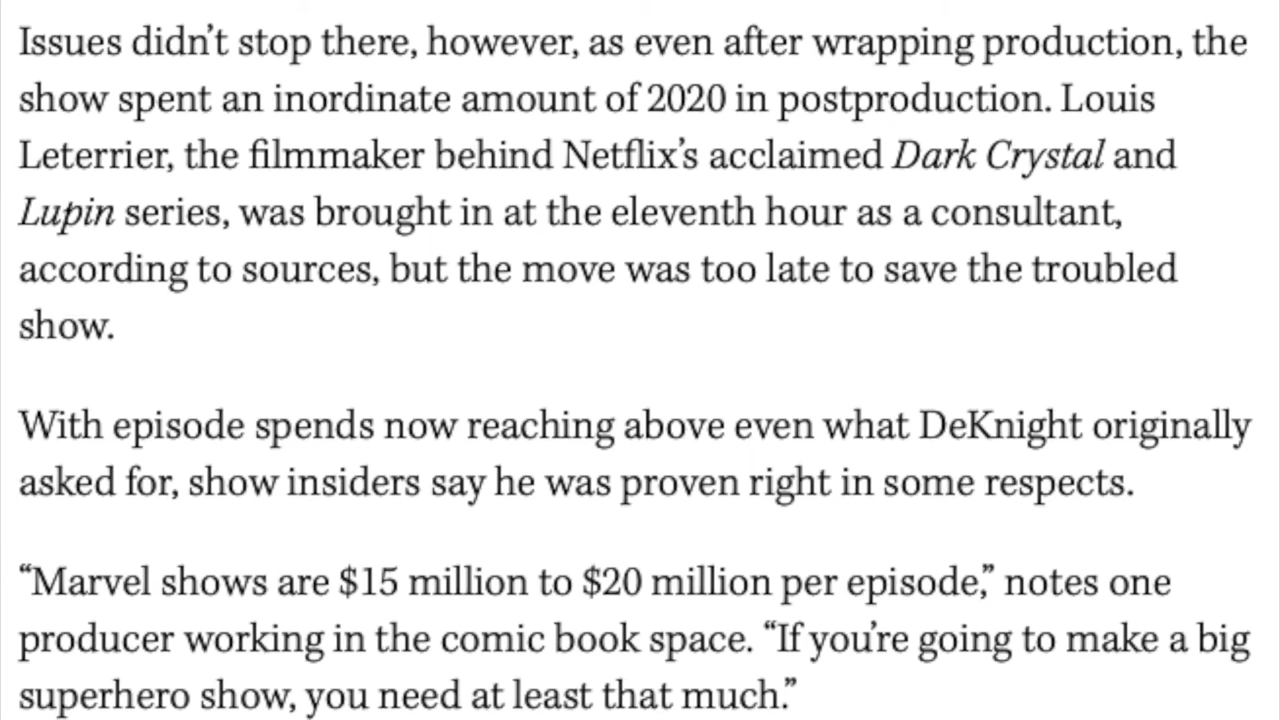 Issues didn’t stop there, however, as even after wrapping production, the
show spent an inordinate amount of 2020 in postproduction. Louis
Leterrier, the filmmaker behind Netflix’s acclaimed Dark Crystal and
Lupin series, was brought in at the eleventh hour as a consultant,
according to sources, but the move was too late to save the troubled
show.
With episode spends now reaching above even what DeKnight originally
asked for, show insiders say he was proven right in some respects.
“Marvel shows are $15 million to $20 million per episode,” notes one
producer working in the comic book space. “If you’re going to make a big
superhero show, you need at least that much.”